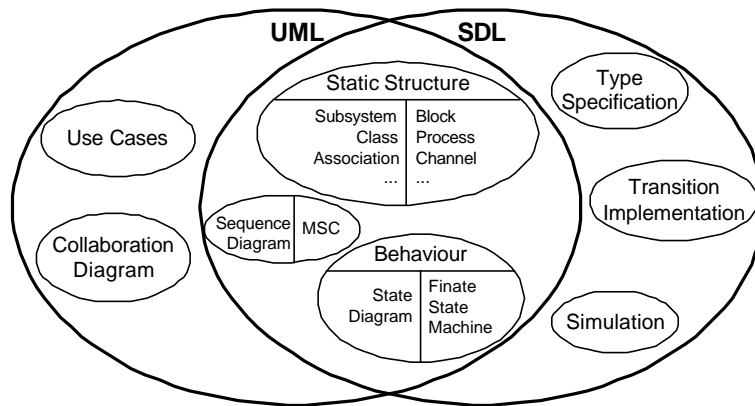 UML
SDL
Use Cases
Collaboration
Diagram
Static Structure
Subsystem
Class
Association
...
Block
Process
Channel
...
Sequence
Diagram
MSC
Behaviour
State
Diagram
Finate
State
Machine
Type
Specification
Transition
Implementation
Simulation